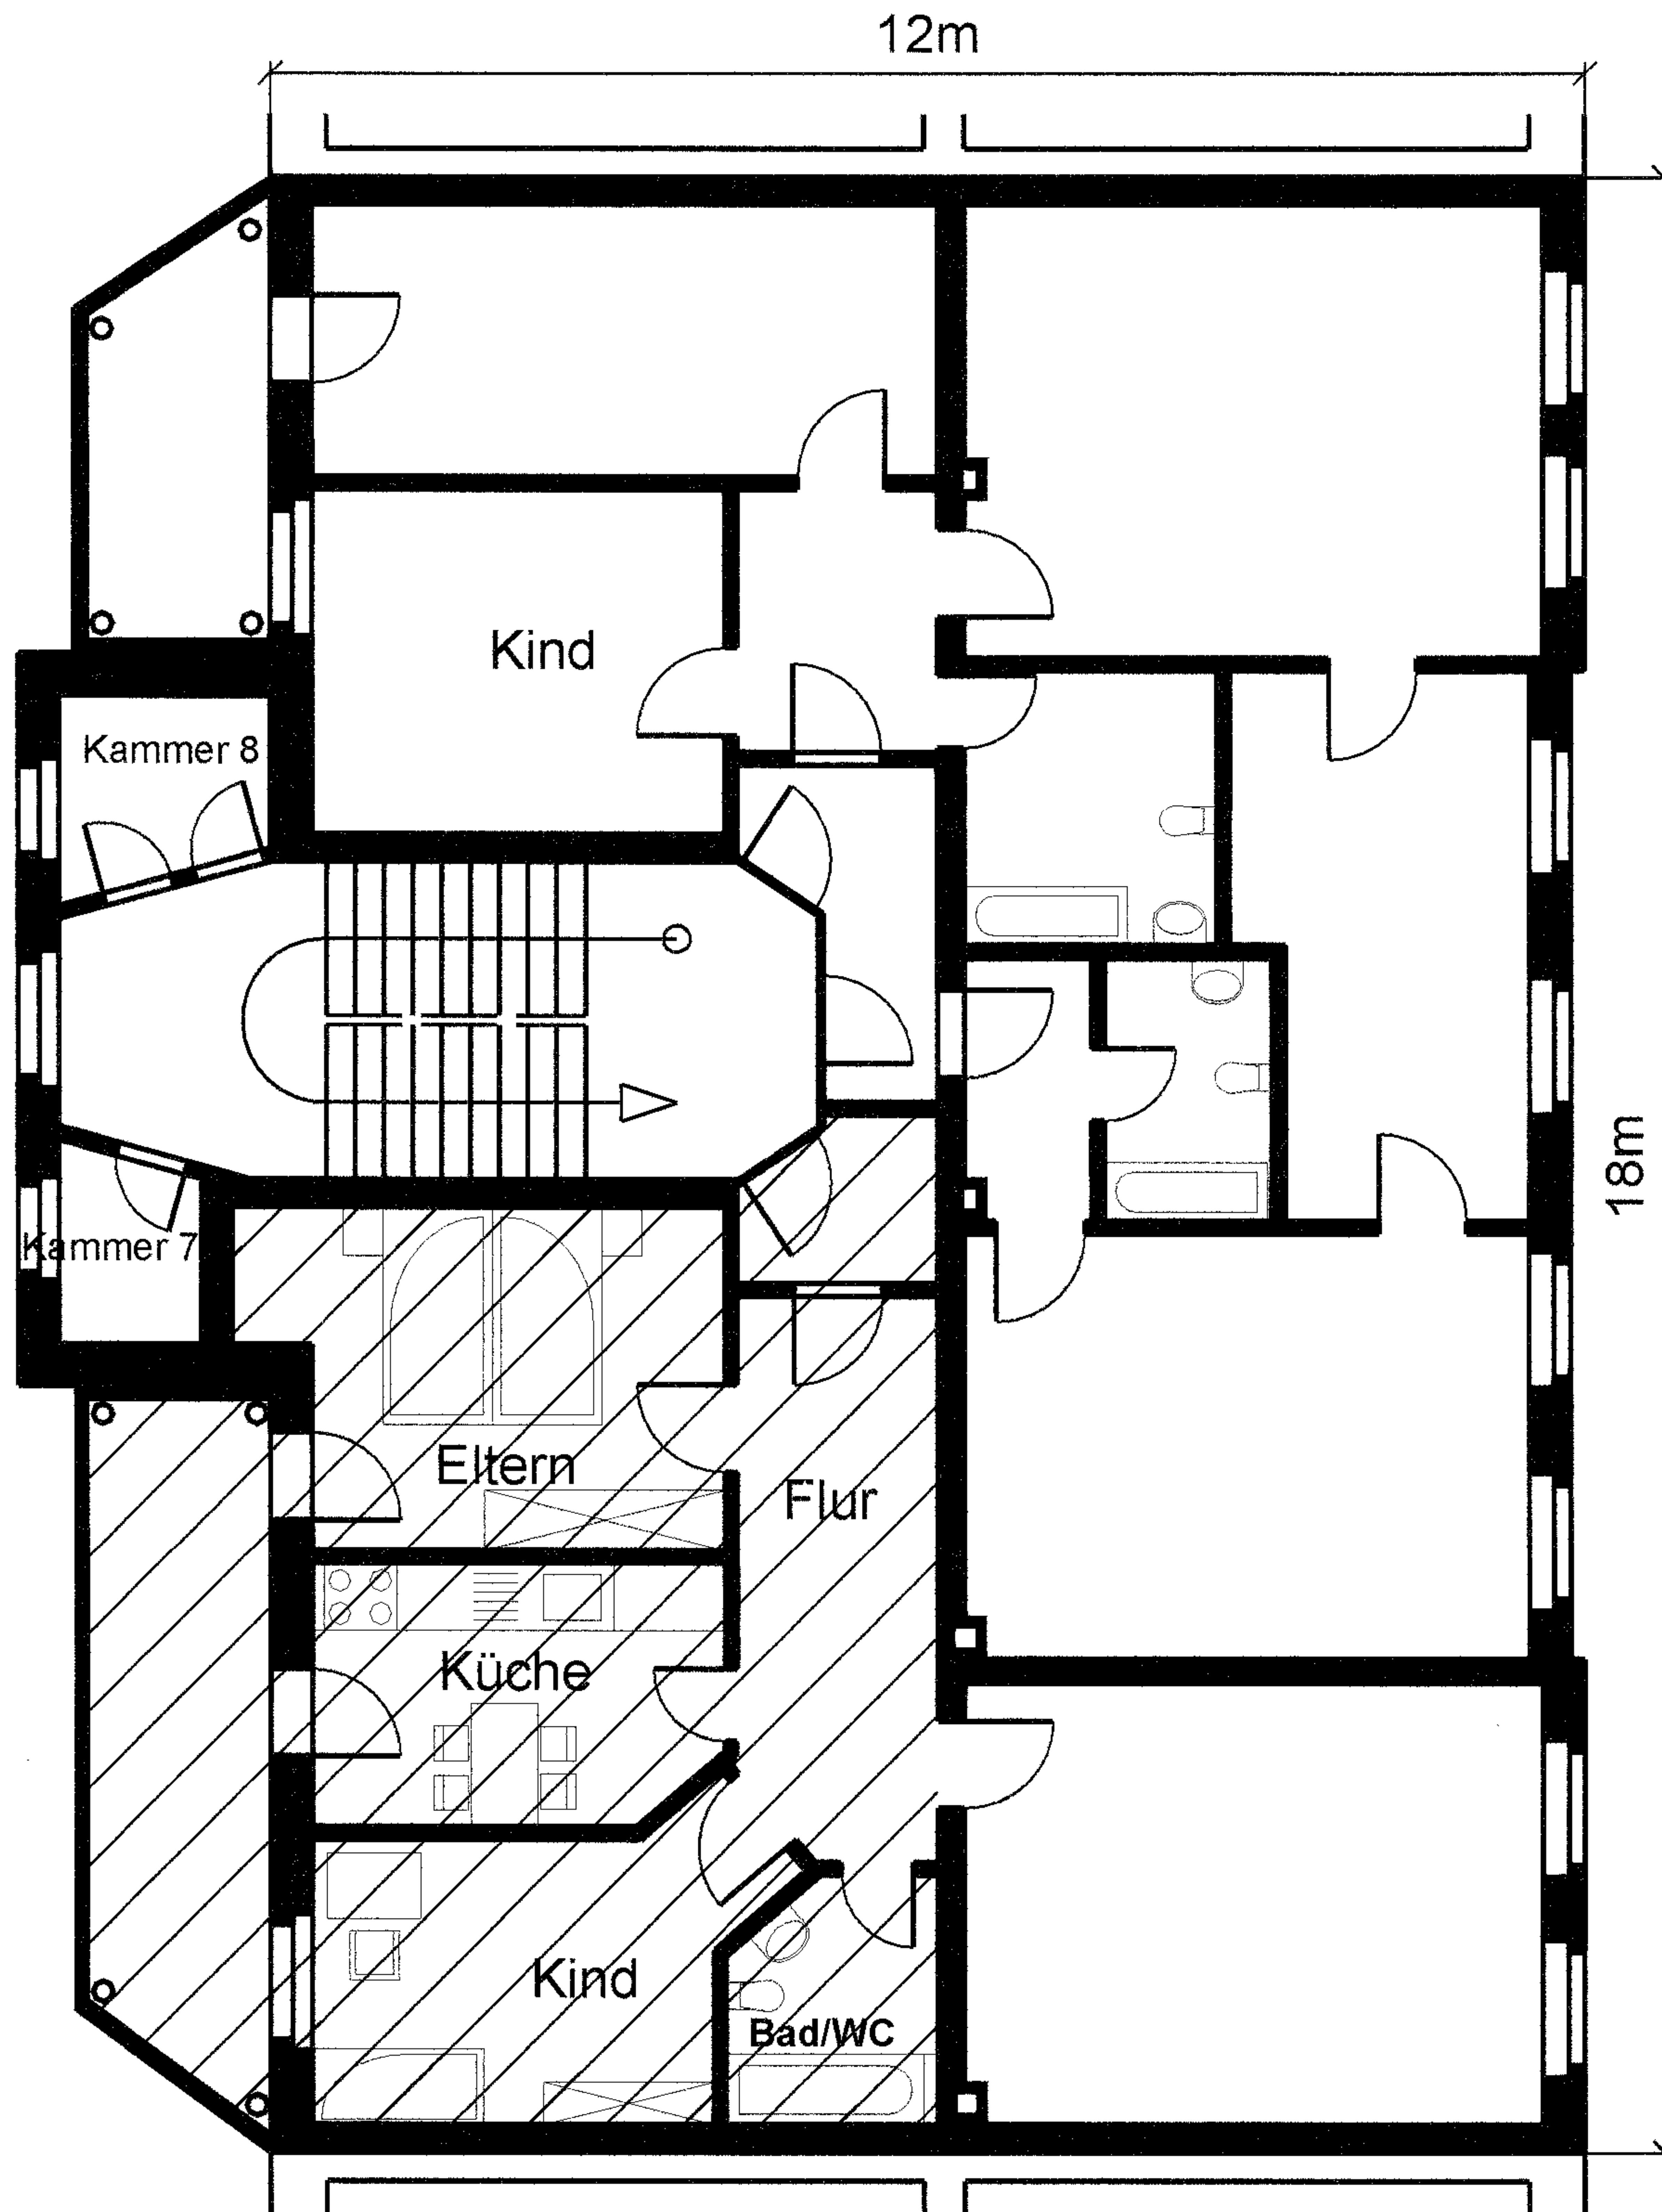 12m
Kind
Kammer 8
18m
Kammer 7
Eltern
Flur
Küche
Kind
Bad/WC